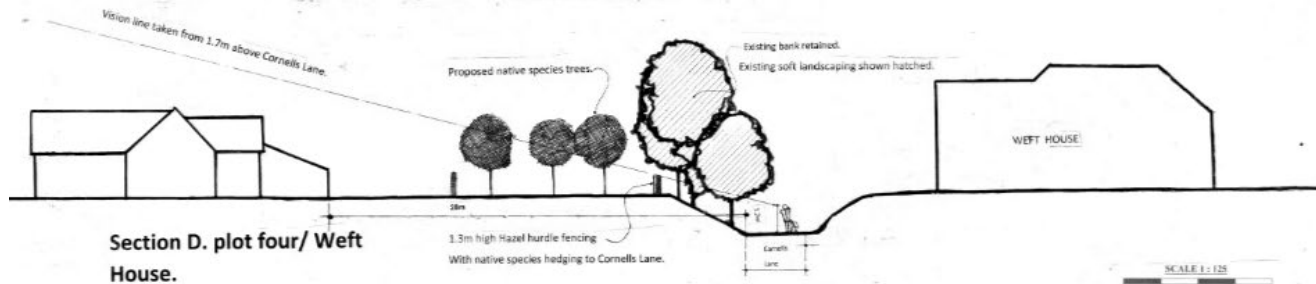 Vision line taken from 1.7m above Cornells Lane.
Proposed native species trees.
Existing bank retained.
Existing soft landscaping shown hatched.
WEFT HOUSE
28m
Section D. plot four/ Weft
House.
1.3m high Hazel hurdle fencing
With native species hedging to Cornells Lane.
Cornells
Lane
SCALE 1 : 125